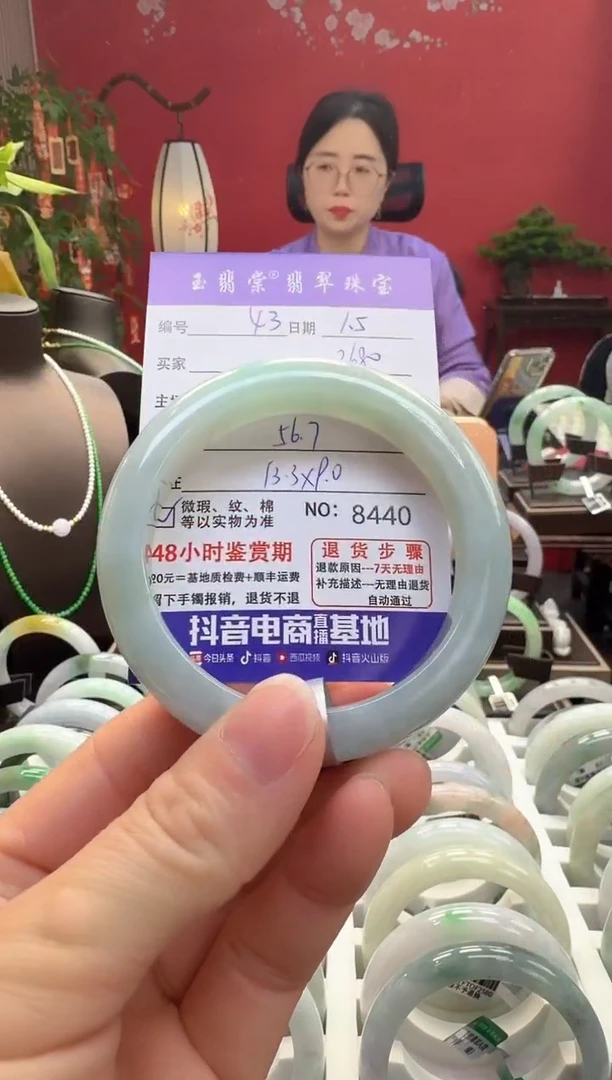 玉翡棠®翡翠珠宝
编号 43 日期 1.5
买家 2680
主
56.7
证 13.3x9.0
微瑕、纹、棉
等以实物为准
NO: 8440
48小时鉴赏期
20元=基地质检费+顺丰运费
留下手镯报销，退货不退
退货步骤
退款原因---7天无理由
补充描述---无理由退货
自动通过
抖音电商直播基地
今日头条 抖音 西瓜视频 抖音火山版